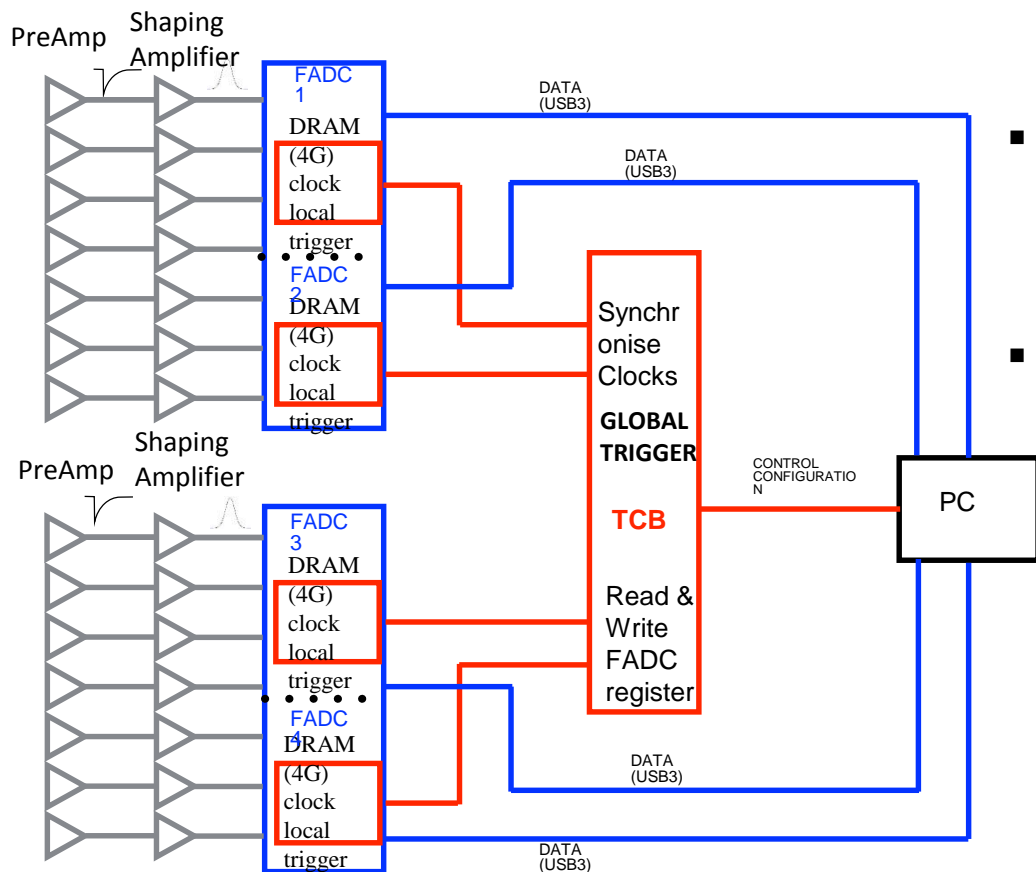 PreAmp
Shaping
Amplifier
FADC
1
DRAM
(4G)
clock
local
trigger
FADC
2
DRAM
(4G)
clock
local
trigger
DATA
(USB3)
DATA
(USB3)
Synchr
onise
Clocks
GLOBAL
TRIGGER
TCB
Read &
Write
FADC
register
CONTROL
CONFIGURATIO
N
PC
PreAmp
Shaping
Amplifier
FADC
3
DRAM
(4G)
clock
local
trigger
FADC
4
DRAM
(4G)
clock
local
trigger
DATA
(USB3)
DATA
(USB3)